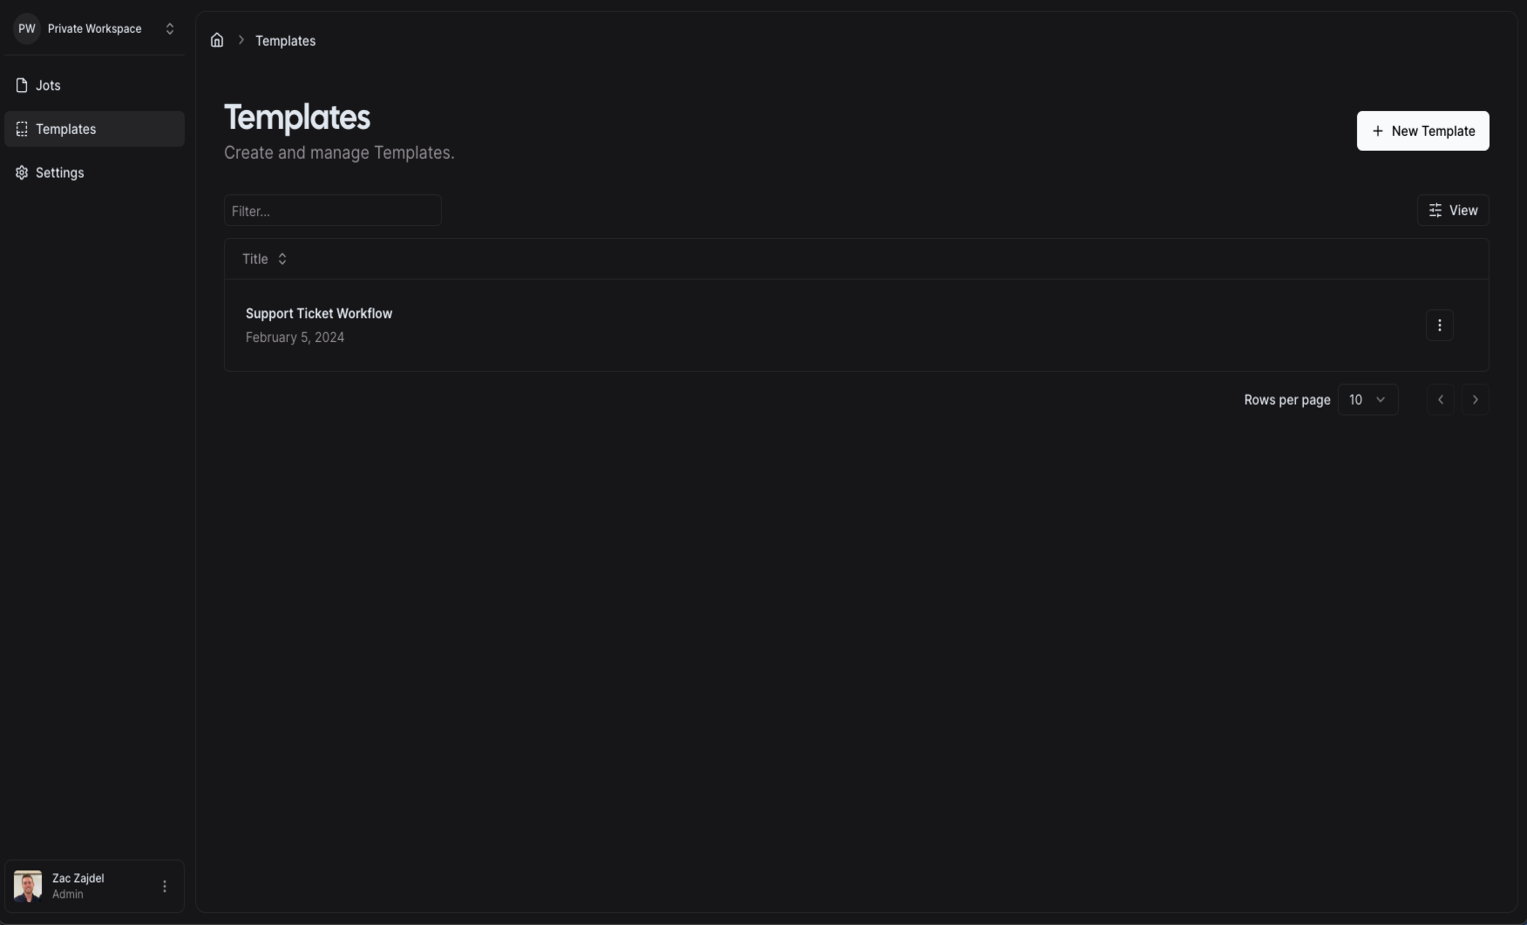 PW Private Workspace
Jots
Templates
Settings
Zac Zajdel
Admin
Templates
Templates
Create and manage Templates.
+ New Template
Filter...
View
Title
Support Ticket Workflow
February 5, 2024
Rows per page 10